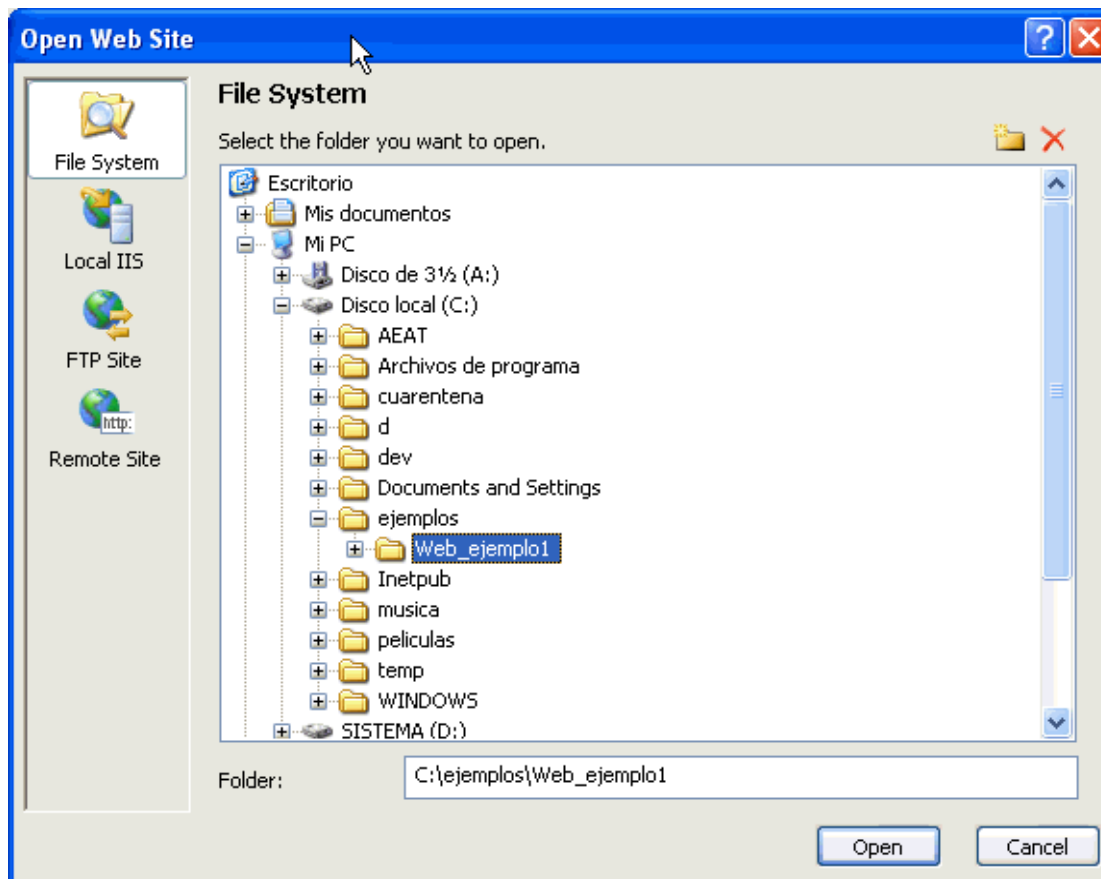 Open Web Site
File System
Local IIS
FTP Site
http:
Remote Site
File System
Select the folder you want to open.
Escritorio
Mis documentos
Mi PC
Disco de 3½ (A:)
Disco local (C:)
AEAT
Archivos de programa
cuarentena
d
dev
Documents and Settings
ejemplos
Web_ejemplo1
Inetpub
musica
peliculas
temp
WINDOWS
SISTEMA (D:)
Folder: C:\ejemplos\Web_ejemplo1
Open Cancel